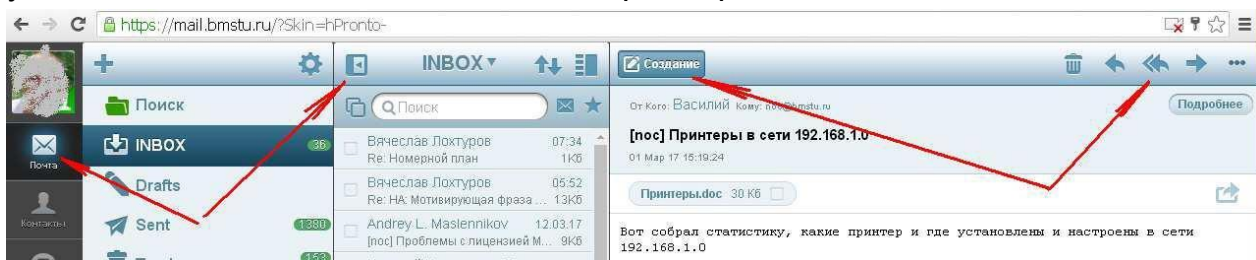 https://mail.bmstu.ru/?Skin=hPronto-
INBOX
Создание
Поиск
Поиск
От Кого: Василий Кому: noc@bmstu.ru
Подробнее
Почта
INBOX 36
Вячеслав Лохтуров 07:34
Re: Номерной план 1Кб
[noc] Принтеры в сети 192.168.1.0
01 Мар 17 15:19:24
Drafts
Вячеслав Лохтуров 05:52
Re: НА: Мотивирующая фраза ... 13Кб
Принтеры.doc 30 Кб
Контакты
Sent 1380
Andrey L. Maslennikov 12.03.17
[noc] Проблемы с лицензией М... 9Кб
Вот собрал статистику, какие принтер и где установлены и настроены в сети
192.168.1.0
153